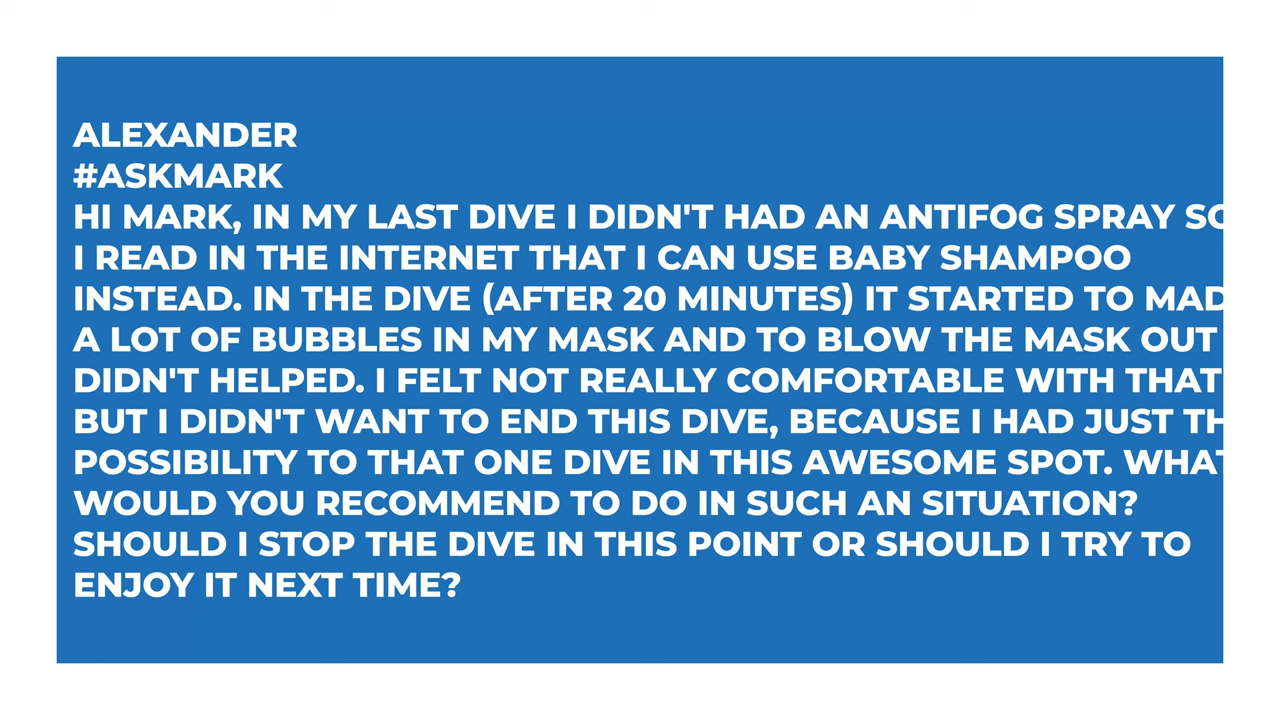 ALEXANDER
#ASKMARK
HI MARK, IN MY LAST DIVE I DIDN'T HAD AN ANTIFOG SPRAY SO
I READ IN THE INTERNET THAT I CAN USE BABY SHAMPOO
INSTEAD. IN THE DIVE (AFTER 20 MINUTES) IT STARTED TO MAD
A LOT OF BUBBLES IN MY MASK AND TO BLOW THE MASK OUT
DIDN'T HELPED. I FELT NOT REALLY COMFORTABLE WITH THAT
BUT I DIDN'T WANT TO END THIS DIVE, BECAUSE I HAD JUST TH
POSSIBILITY TO THAT ONE DIVE IN THIS AWESOME SPOT. WHAT
WOULD YOU RECOMMEND TO DO IN SUCH AN SITUATION?
SHOULD I STOP THE DIVE IN THIS POINT OR SHOULD I TRY TO
ENJOY IT NEXT TIME?